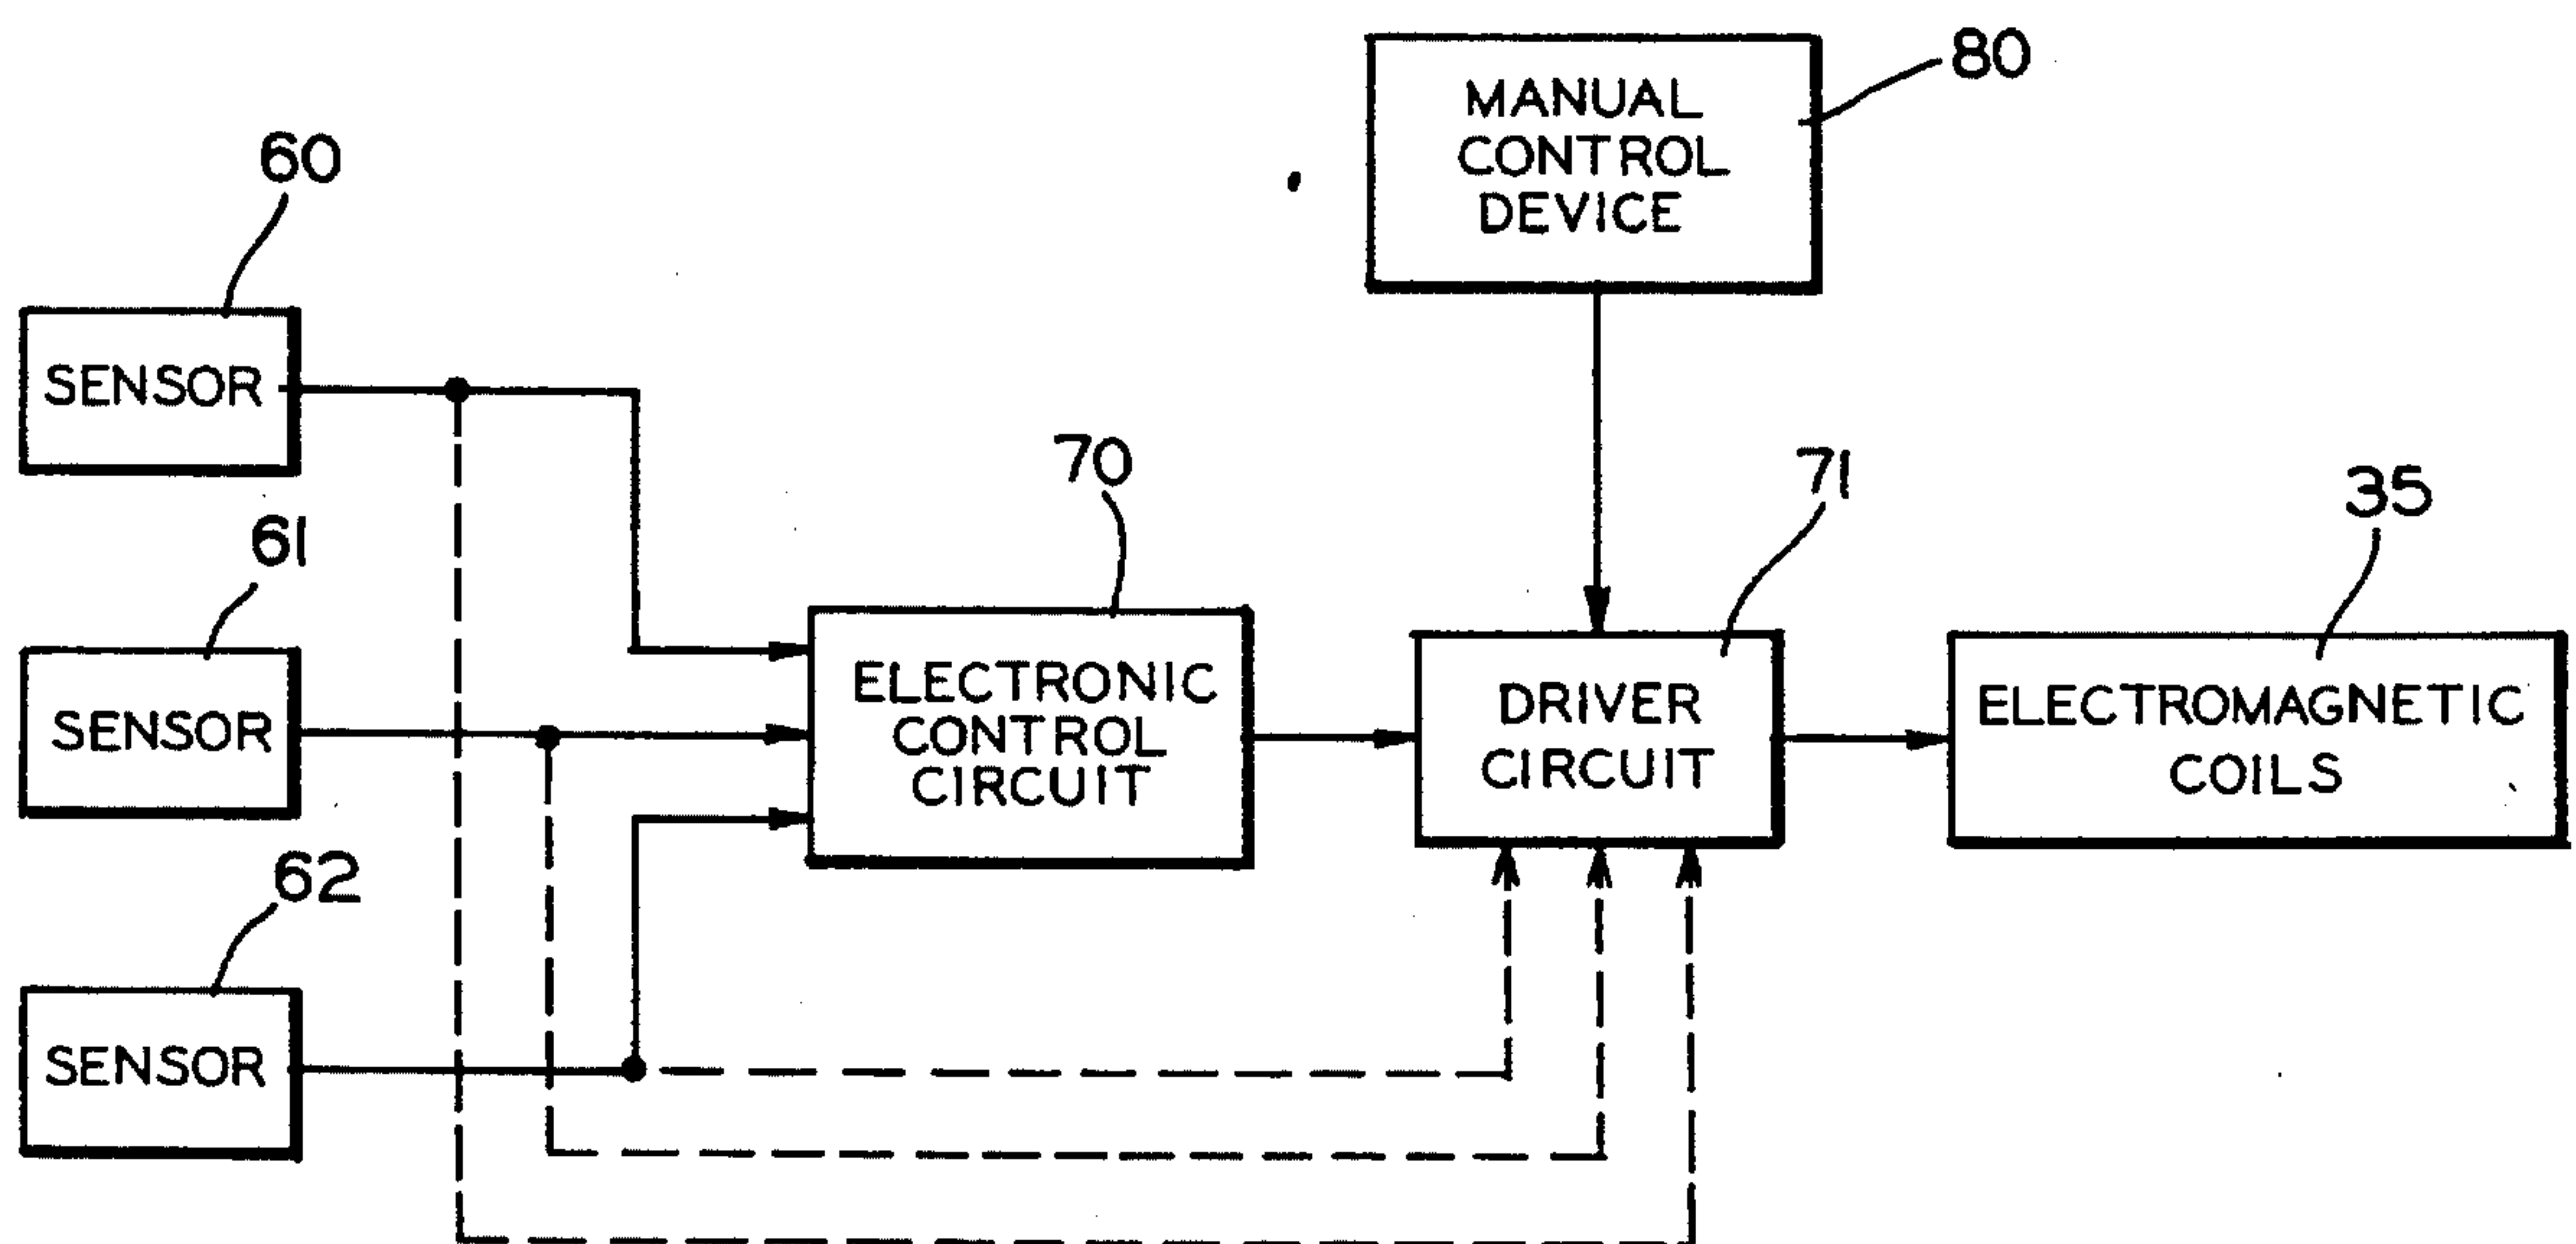 80
MANUAL
CONTROL
DEVICE
60
SENSOR
61
SENSOR
62
SENSOR
70
ELECTRONIC
CONTROL
CIRCUIT
71
DRIVER
CIRCUIT
35
ELECTROMAGNETIC
COILS